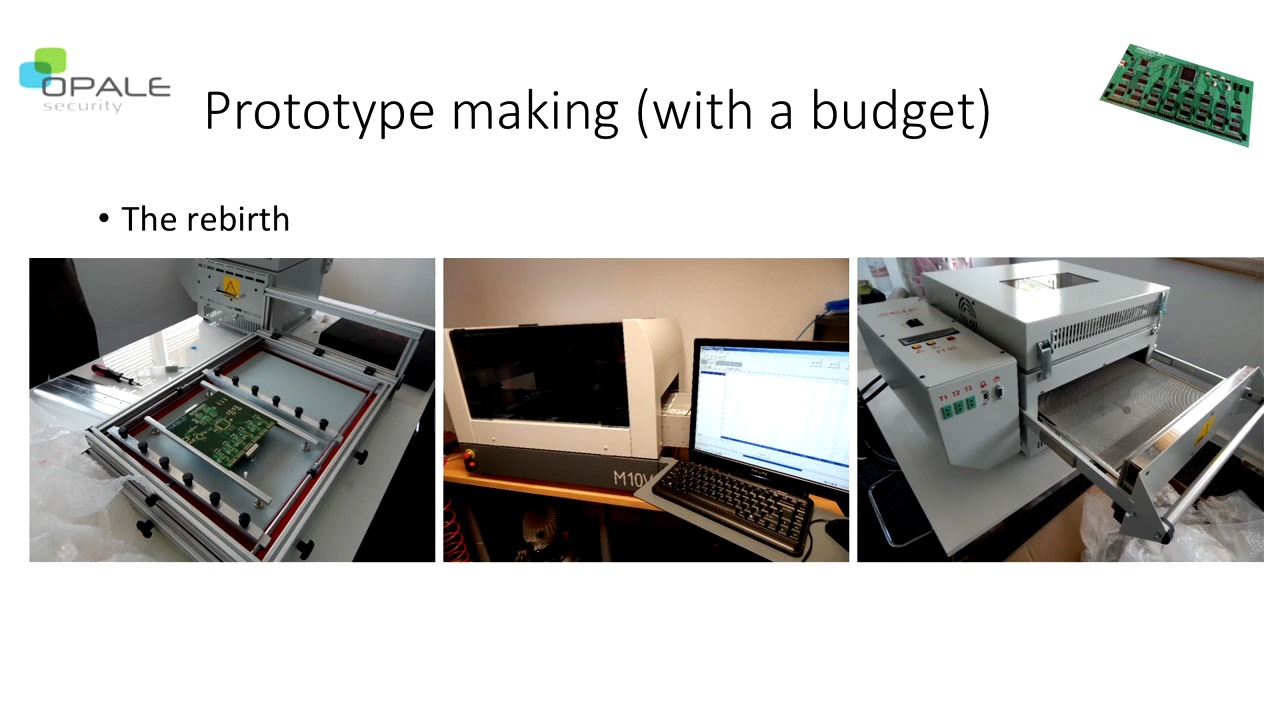 OPALE
security
Prototype making (with a budget)
• The rebirth
M10V
T1 T2 T3